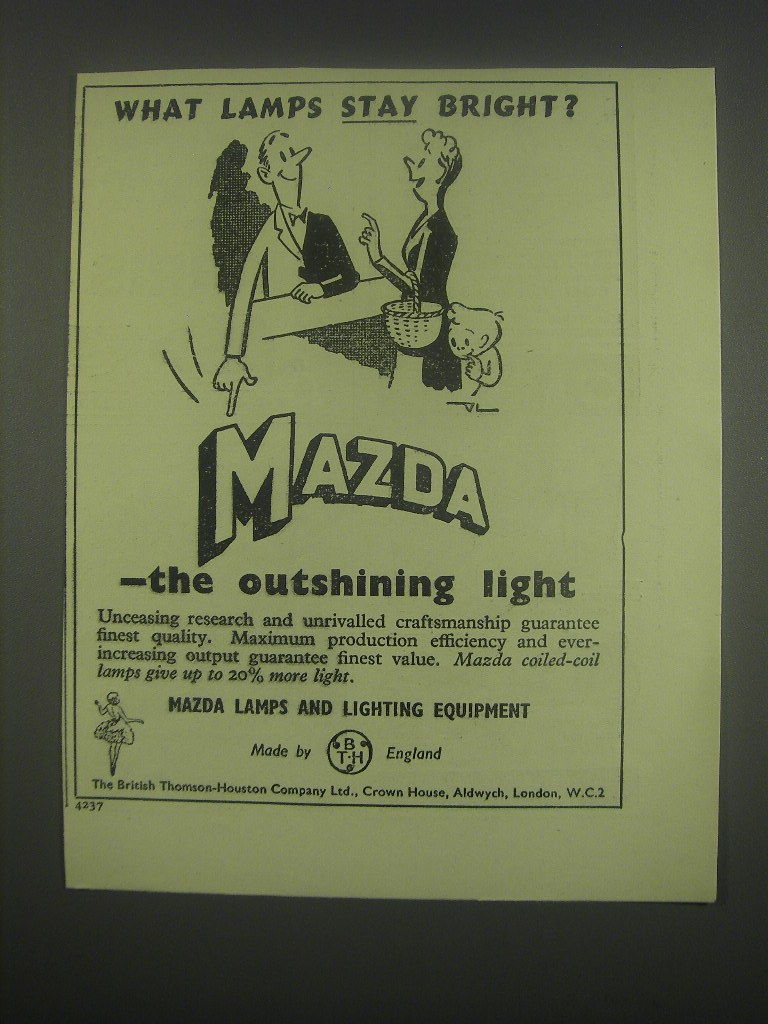 WHAT LAMPS STAY BRIGHT?
MAZDA
—the outshining light
Unceasing research and unrivalled craftsmanship guarantee
finest quality. Maximum production efficiency and ever-
increasing output guarantee finest value. Mazda coiled-coil
lamps give up to 20% more light.
MAZDA LAMPS AND LIGHTING EQUIPMENT
Made by B T·H England
The British Thomson-Houston Company Ltd., Crown House, Aldwych, London, W.C.2
4237